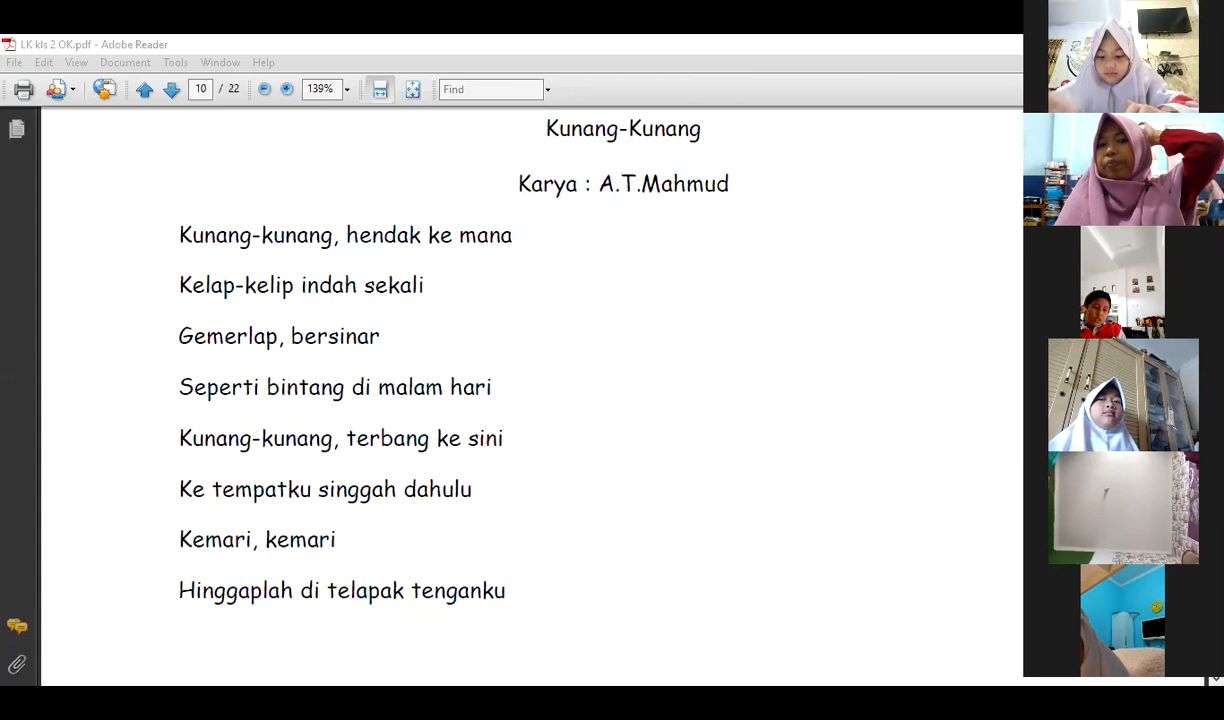 LK kls 2 OK.pdf - Adobe Reader
File Edit View Document Tools Window Help
10 / 22 139% Find
Kunang-Kunang
Karya : A.T.Mahmud
Kunang-kunang, hendak ke mana
Kelap-kelip indah sekali
Gemerlap, bersinar
Seperti bintang di malam hari
Kunang-kunang, terbang ke sini
Ke tempatku singgah dahulu
Kemari, kemari
Hinggaplah di telapak tenganku